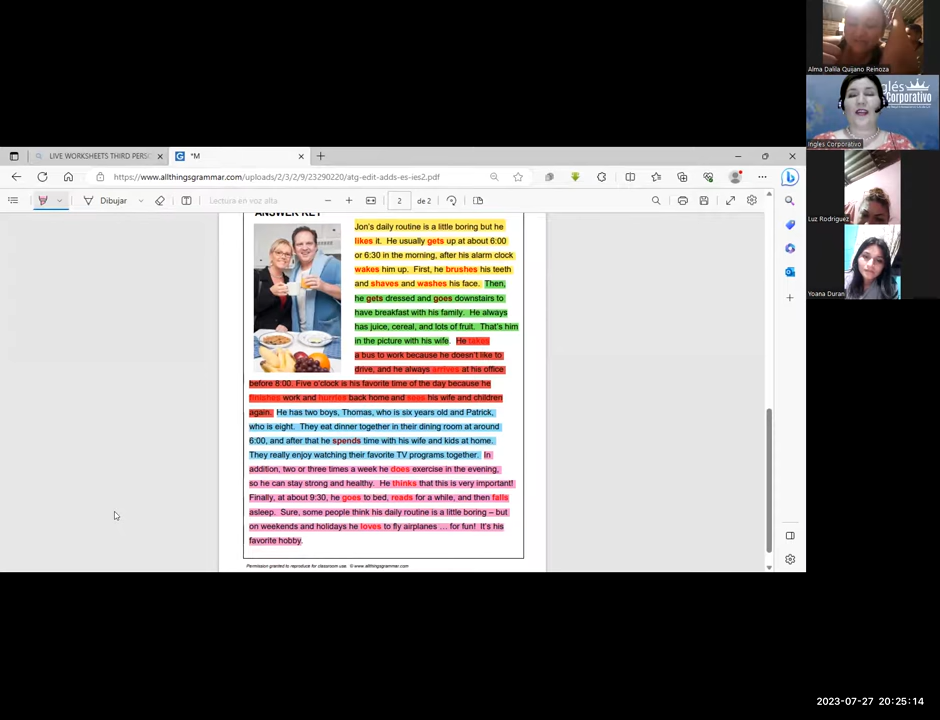 Alma Dalila Quijano Reinoza
Inglés Corporativo
Luz Rodriguez
Yoana Duran
LIVE WORKSHEETS THIRD PERSO
*M
https://www.allthingsgrammar.com/uploads/2/3/2/9/23290220/atg-edit-adds-es-ies2.pdf
Dibujar
Lectura en voz alta
2
de 2
ANSWER KEY
Jon's daily routine is a little boring but he
likes it. He usually gets up at about 6:00
or 6:30 in the morning, after his alarm clock
wakes him up. First, he brushes his teeth
and shaves and washes his face. Then,
he gets dressed and goes downstairs to
have breakfast with his family. He always
has juice, cereal, and lots of fruit. That's him
in the picture with his wife. He takes
a bus to work because he doesn't like to
drive, and he always arrives at his office
before 8:00. Five o'clock is his favorite time of the day because he
finishes work and hurries back home and sees his wife and children
again. He has two boys, Thomas, who is six years old and Patrick,
who is eight. They eat dinner together in their dining room at around
6:00, and after that he spends time with his wife and kids at home.
They really enjoy watching their favorite TV programs together. In
addition, two or three times a week he does exercise in the evening,
so he can stay strong and healthy. He thinks that this is very important!
Finally, at about 9:30, he goes to bed, reads for a while, and then falls
asleep. Sure, some people think his daily routine is a little boring – but
on weekends and holidays he loves to fly airplanes ... for fun! It's his
favorite hobby.
Permission granted to reproduce for classroom use. © www.allthingsgrammar.com
2023-07-27 20:25:14